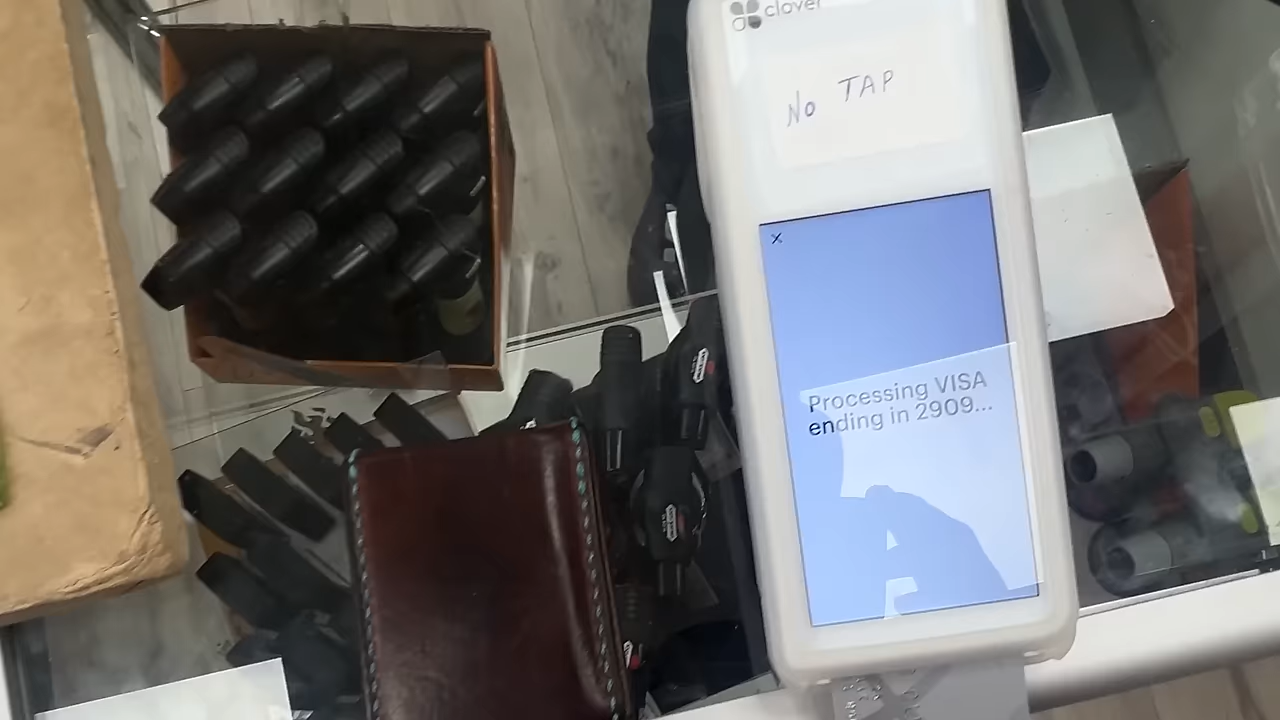 clover
No TAP
×
Processing VISA
ending in 2909...